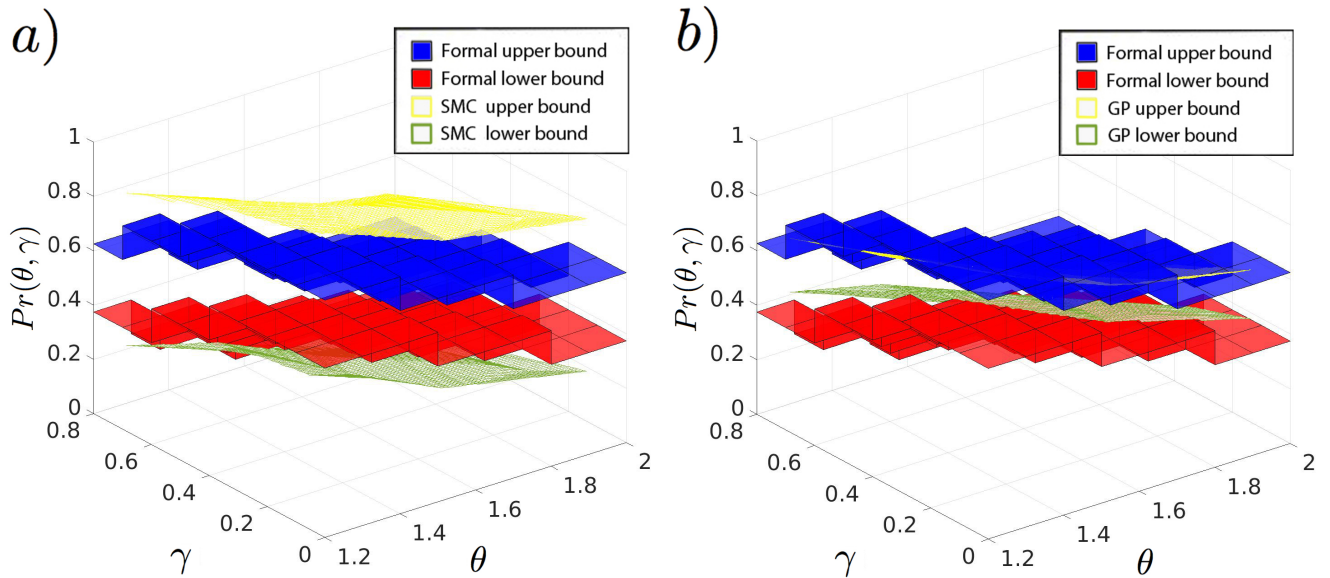 a)
Formal upper bound
Formal lower bound
SMC upper bound
SMC lower bound
1
0.8
0.6
0.4
0.2
0
Pr(θ, γ)
0.8
0.6
0.4
0.2
0
γ
1.2
1.4
1.6
1.8
2
θ
b)
Formal upper bound
Formal lower bound
GP upper bound
GP lower bound
1
0.8
0.6
0.4
0.2
0
Pr(θ, γ)
0.8
0.6
0.4
0.2
0
γ
1.2
1.4
1.6
1.8
2
θ